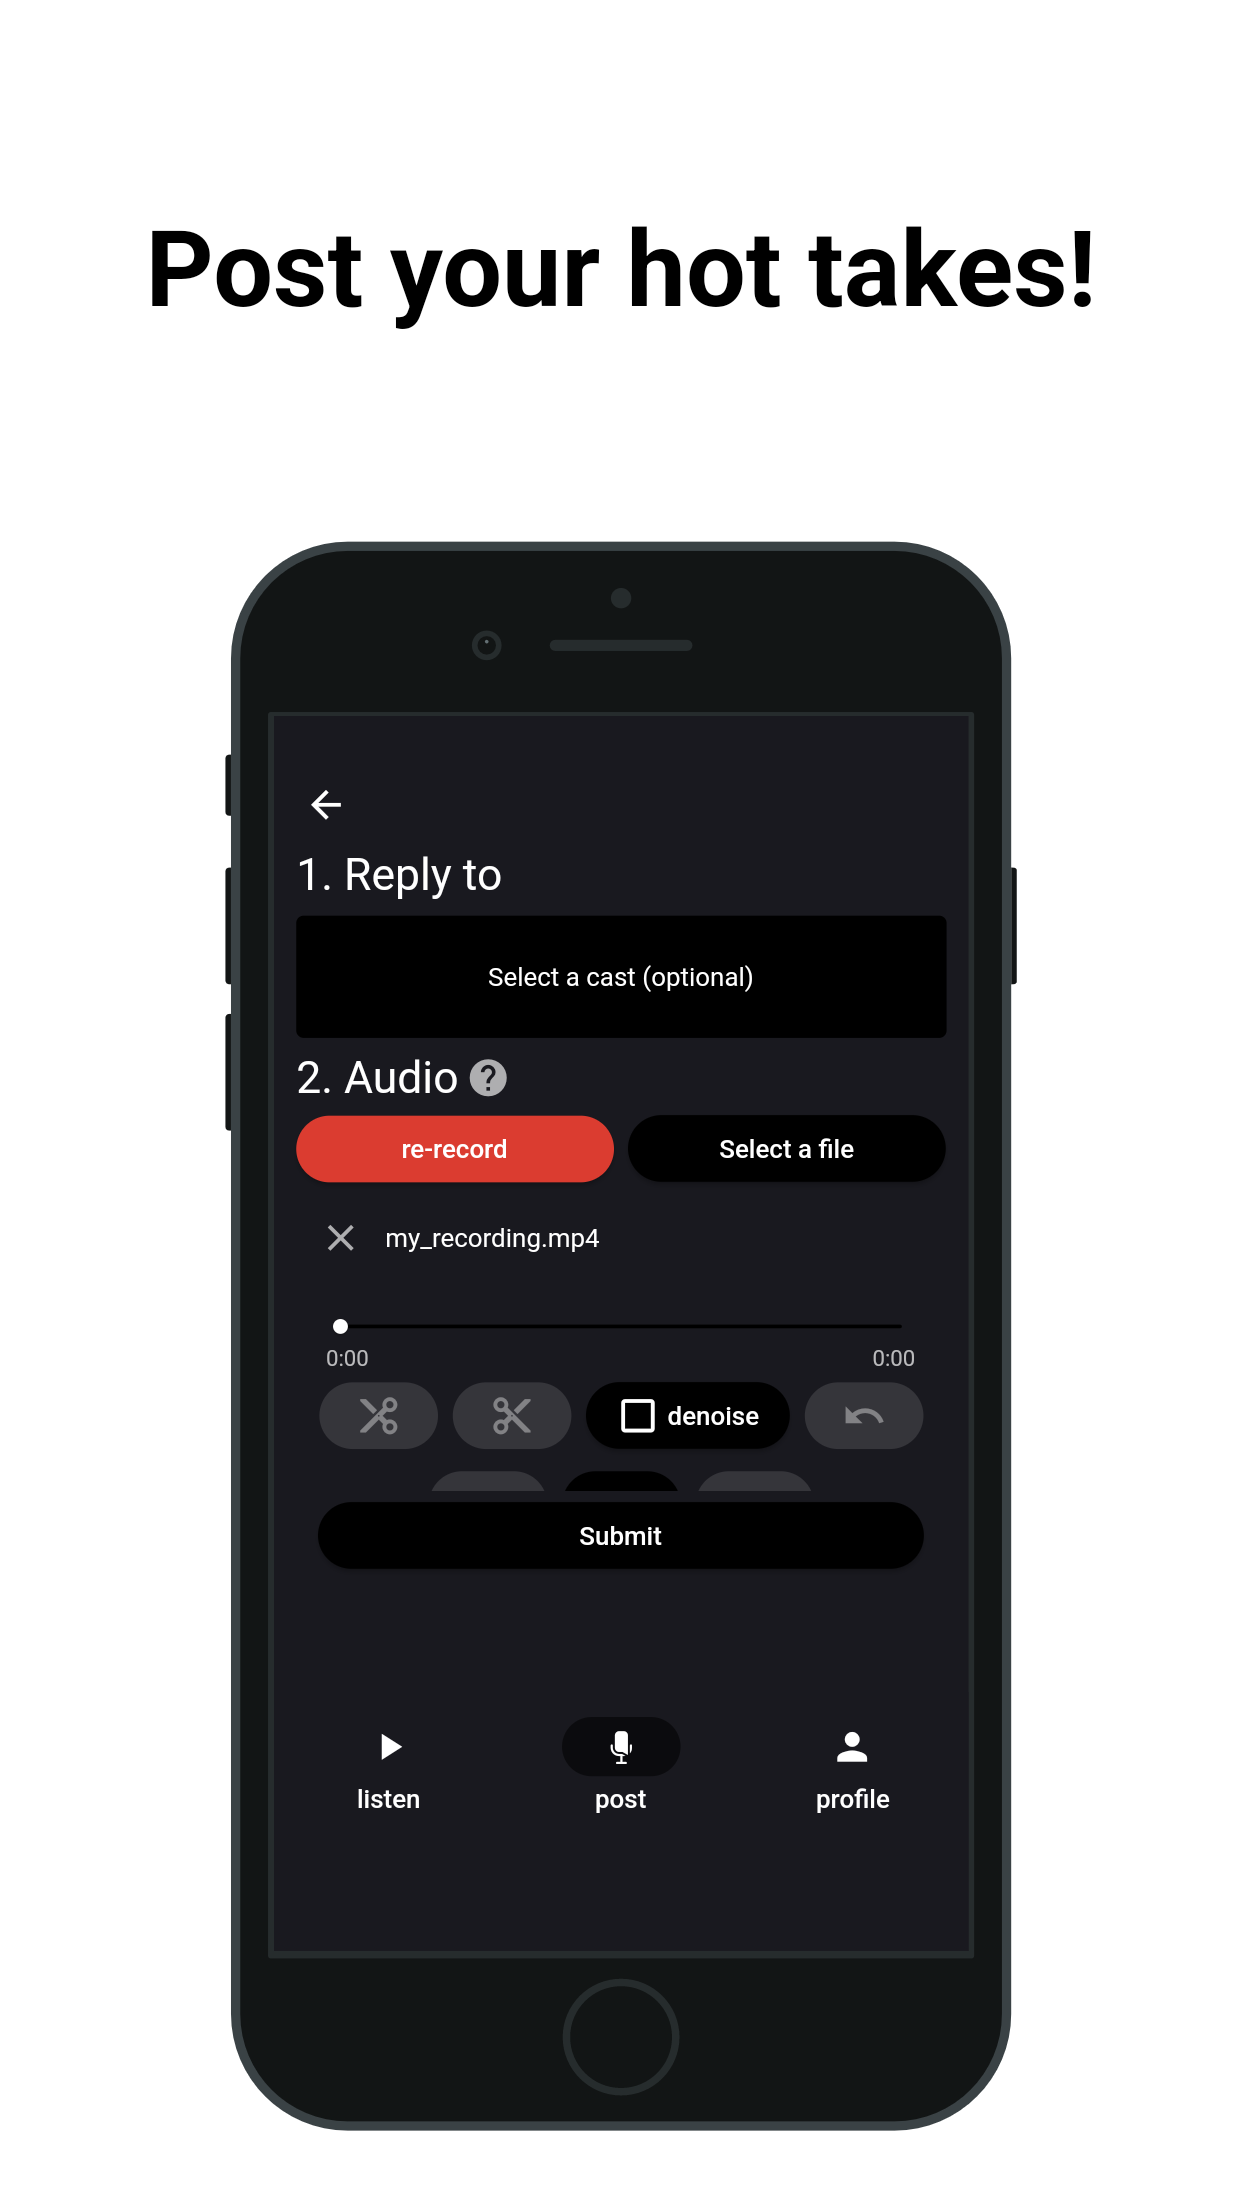 Post your hot takes!
1. Reply to
Select a cast (optional)
2. Audio
re-record
Select a file
my_recording.mp4
0:00
0:00
denoise
Submit
listen
post
profile